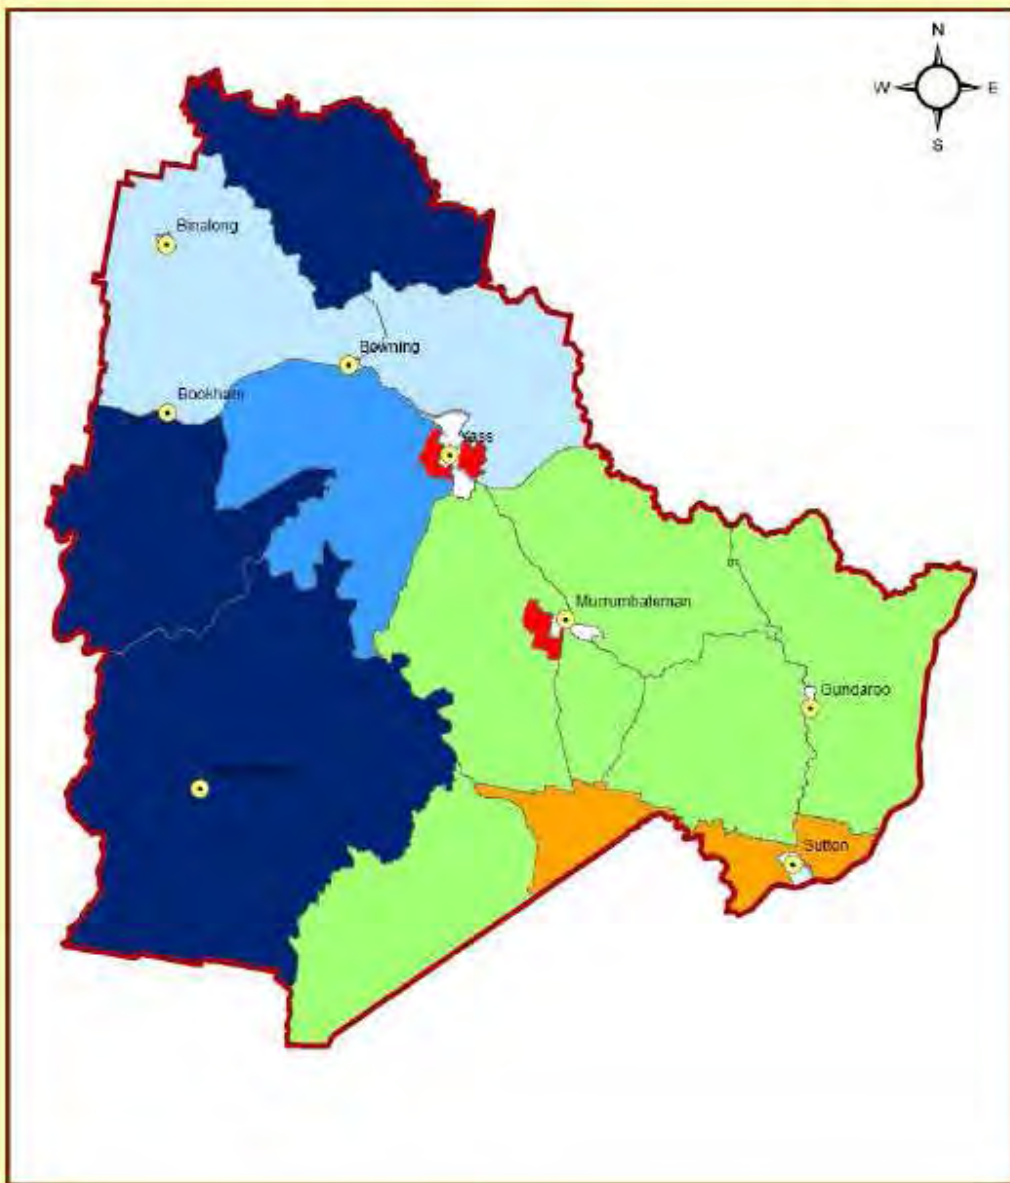 N
W E
S
Binalong
Bowning
Bookham
Yass
Murrumbateman
Gundaroo
Sutton